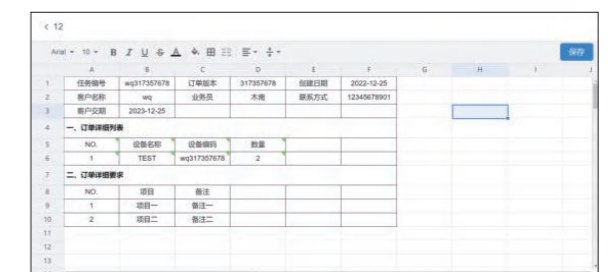 < 12
Arial 10 B I U S A
保存
A B C D E F G H I J
1 任务编号 wq317357678 订单版本 317357678 创建日期 2022-12-25
2 客户名称 wq 业务员 木南 联系方式 12345678901
3 客户交期 2023-12-25
4 一、订单详细列表
5 NO. 设备名称 设备编码 数量
6 1 TEST wq317357678 2
7 二、订单详细要求
8 NO. 项目 备注
9 1 项目一 备注一
10 2 项目二 备注二
11
12
13